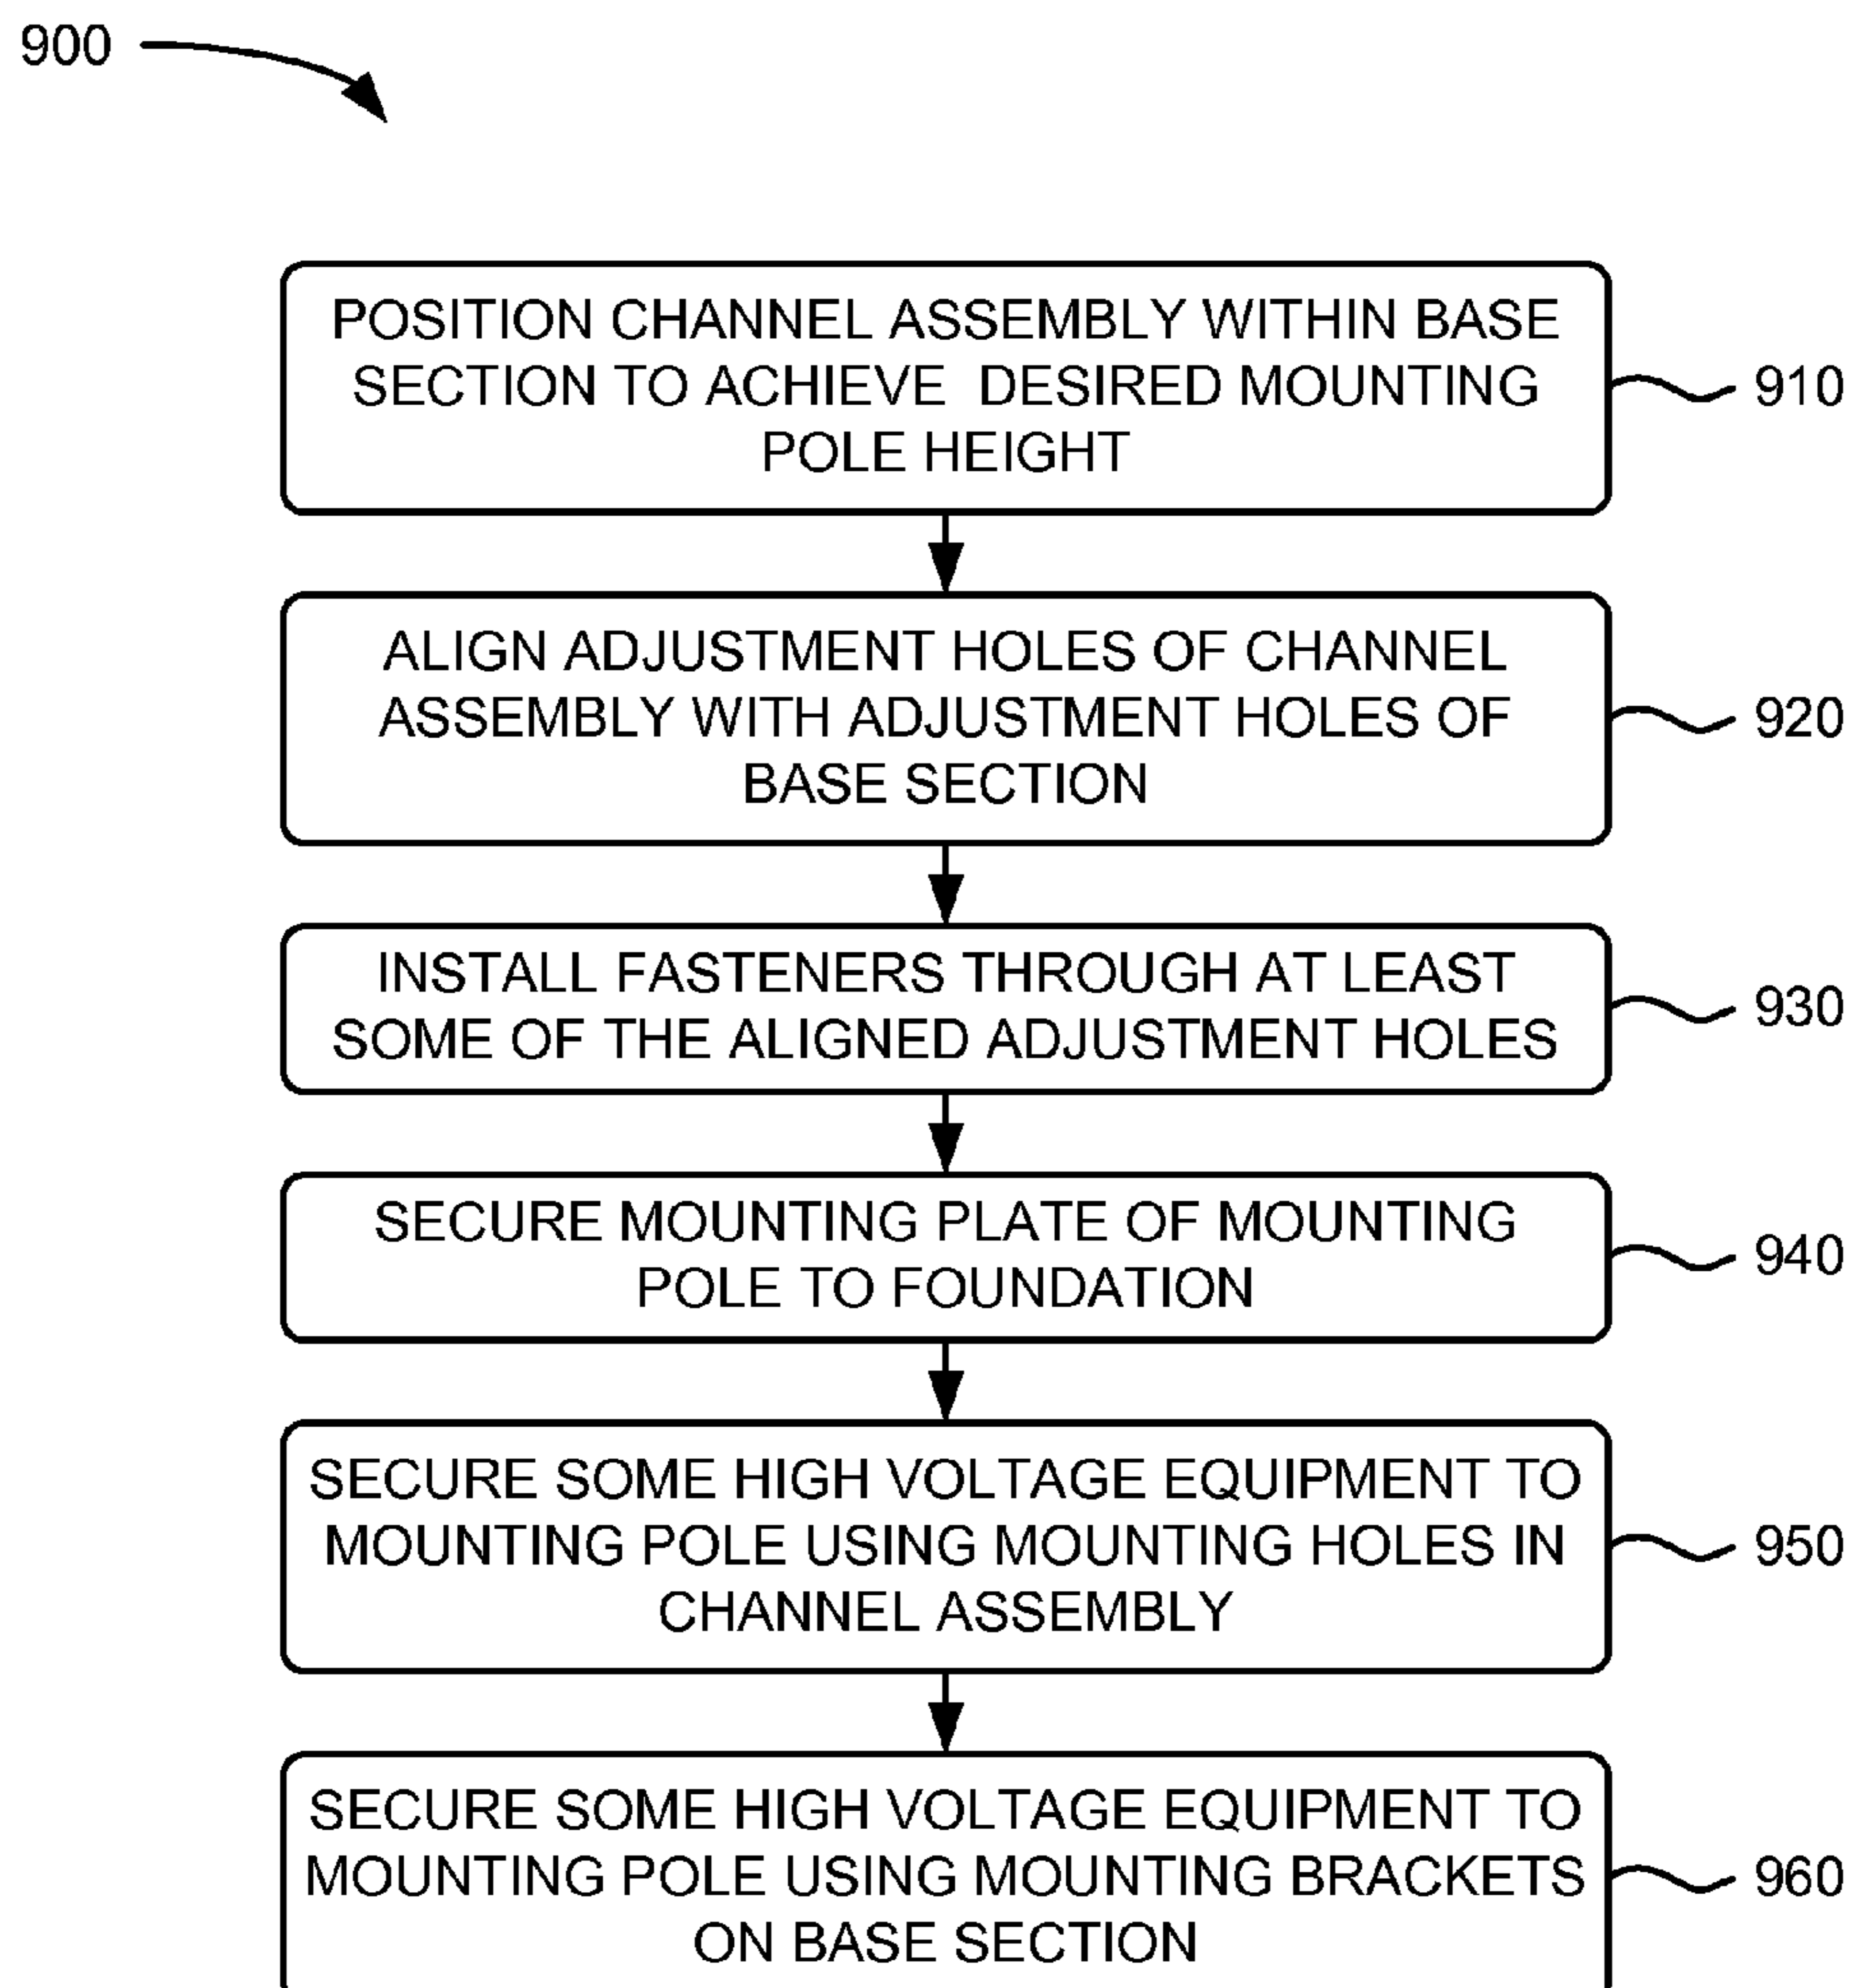 900
POSITION CHANNEL ASSEMBLY WITHIN BASE
SECTION TO ACHIEVE DESIRED MOUNTING
POLE HEIGHT
910
ALIGN ADJUSTMENT HOLES OF CHANNEL
ASSEMBLY WITH ADJUSTMENT HOLES OF
BASE SECTION
920
INSTALL FASTENERS THROUGH AT LEAST
SOME OF THE ALIGNED ADJUSTMENT HOLES
930
SECURE MOUNTING PLATE OF MOUNTING
POLE TO FOUNDATION
940
SECURE SOME HIGH VOLTAGE EQUIPMENT TO
MOUNTING POLE USING MOUNTING HOLES IN
CHANNEL ASSEMBLY
950
SECURE SOME HIGH VOLTAGE EQUIPMENT TO
MOUNTING POLE USING MOUNTING BRACKETS
ON BASE SECTION
960